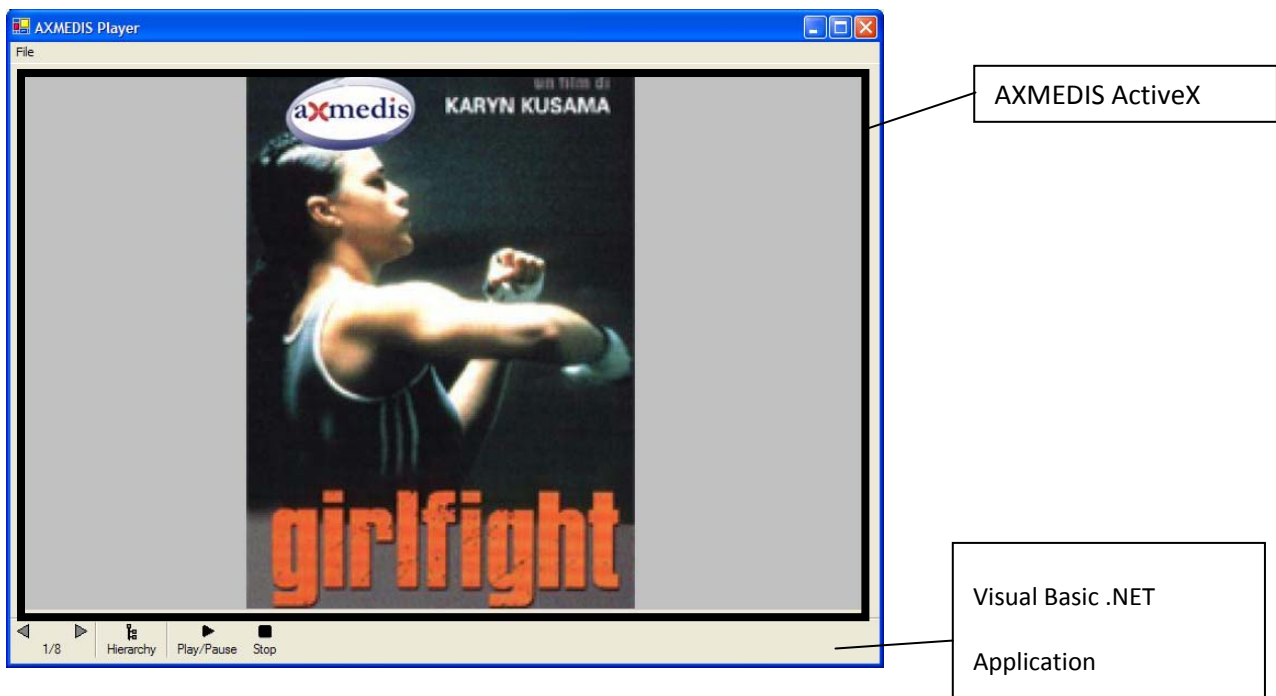 AXMEDIS Player
File
un film di
axmedis
KARYN KUSAMA
girlfight
1/8
Hierarchy
Play/Pause
Stop
AXMEDIS ActiveX
Visual Basic .NET
Application